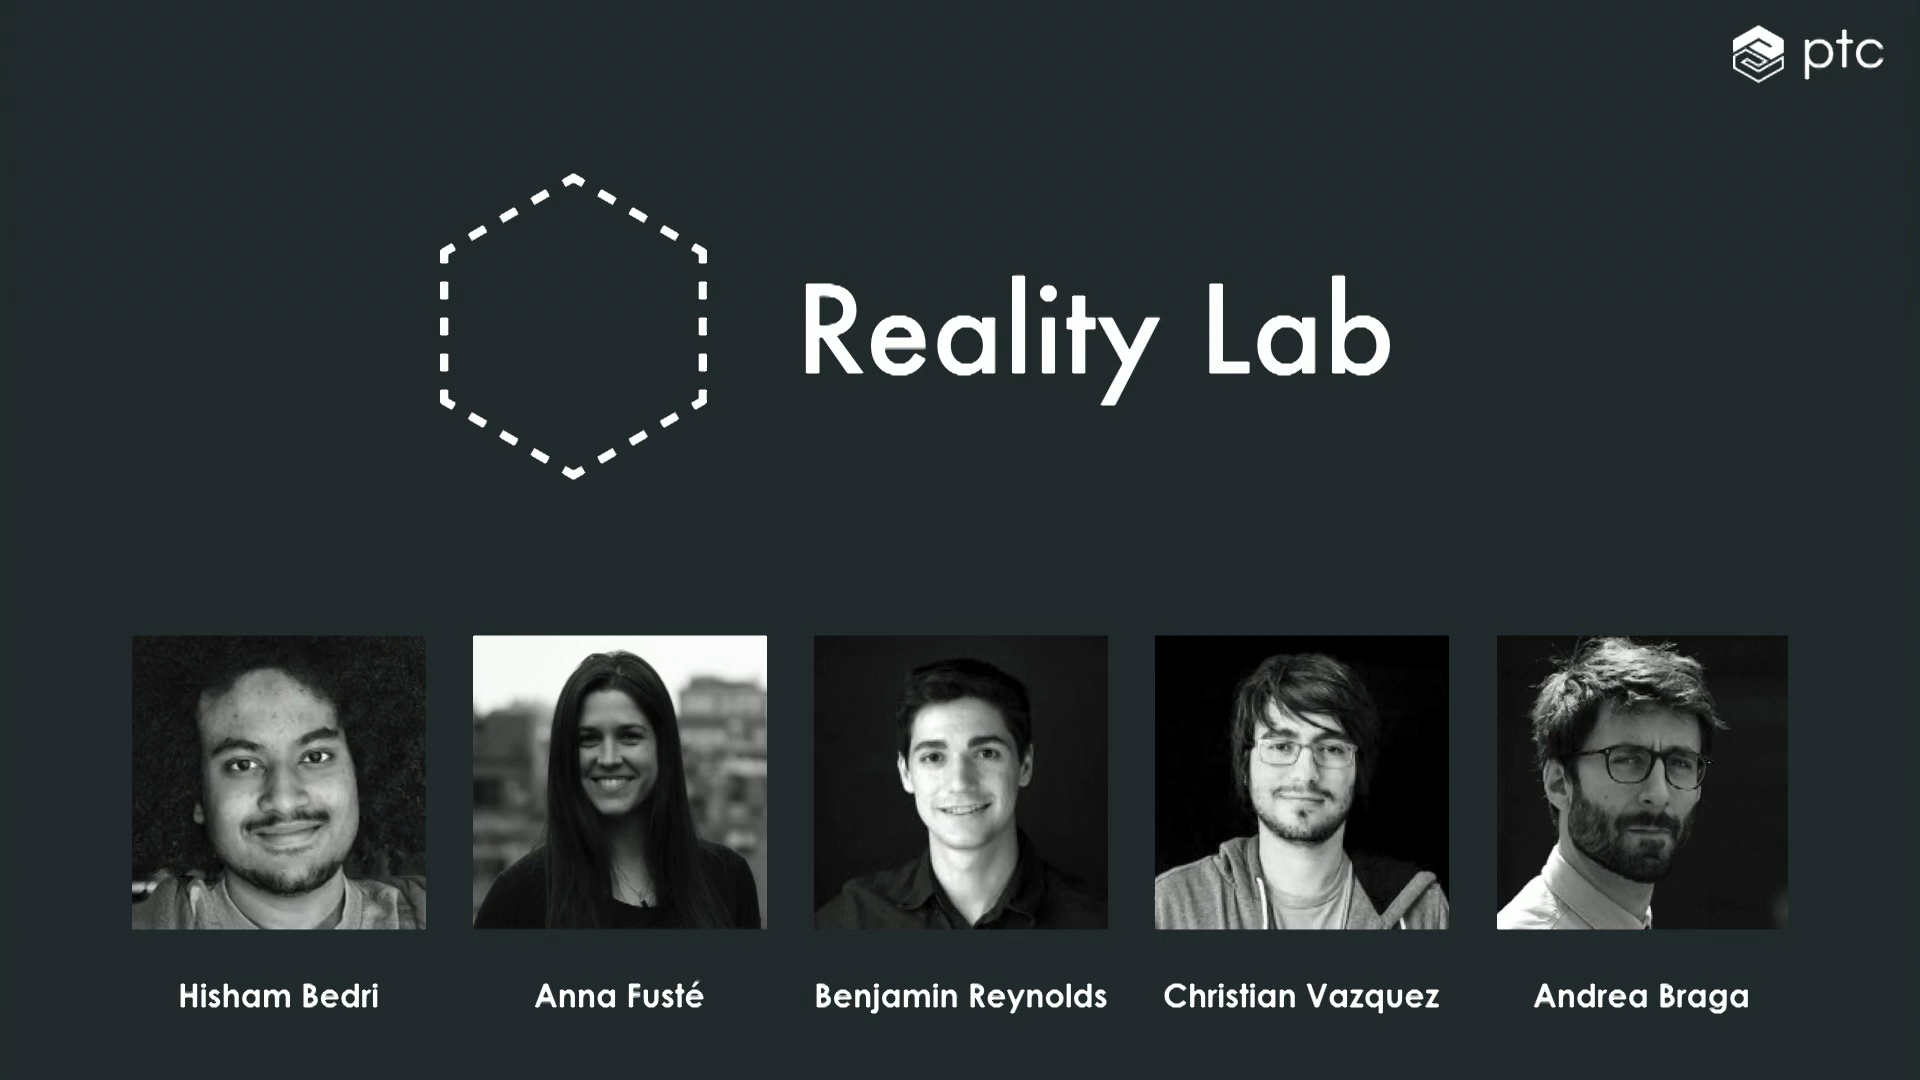 ptc
Reality Lab
Hisham Bedri
Anna Fusté
Benjamin Reynolds
Christian Vazquez
Andrea Braga